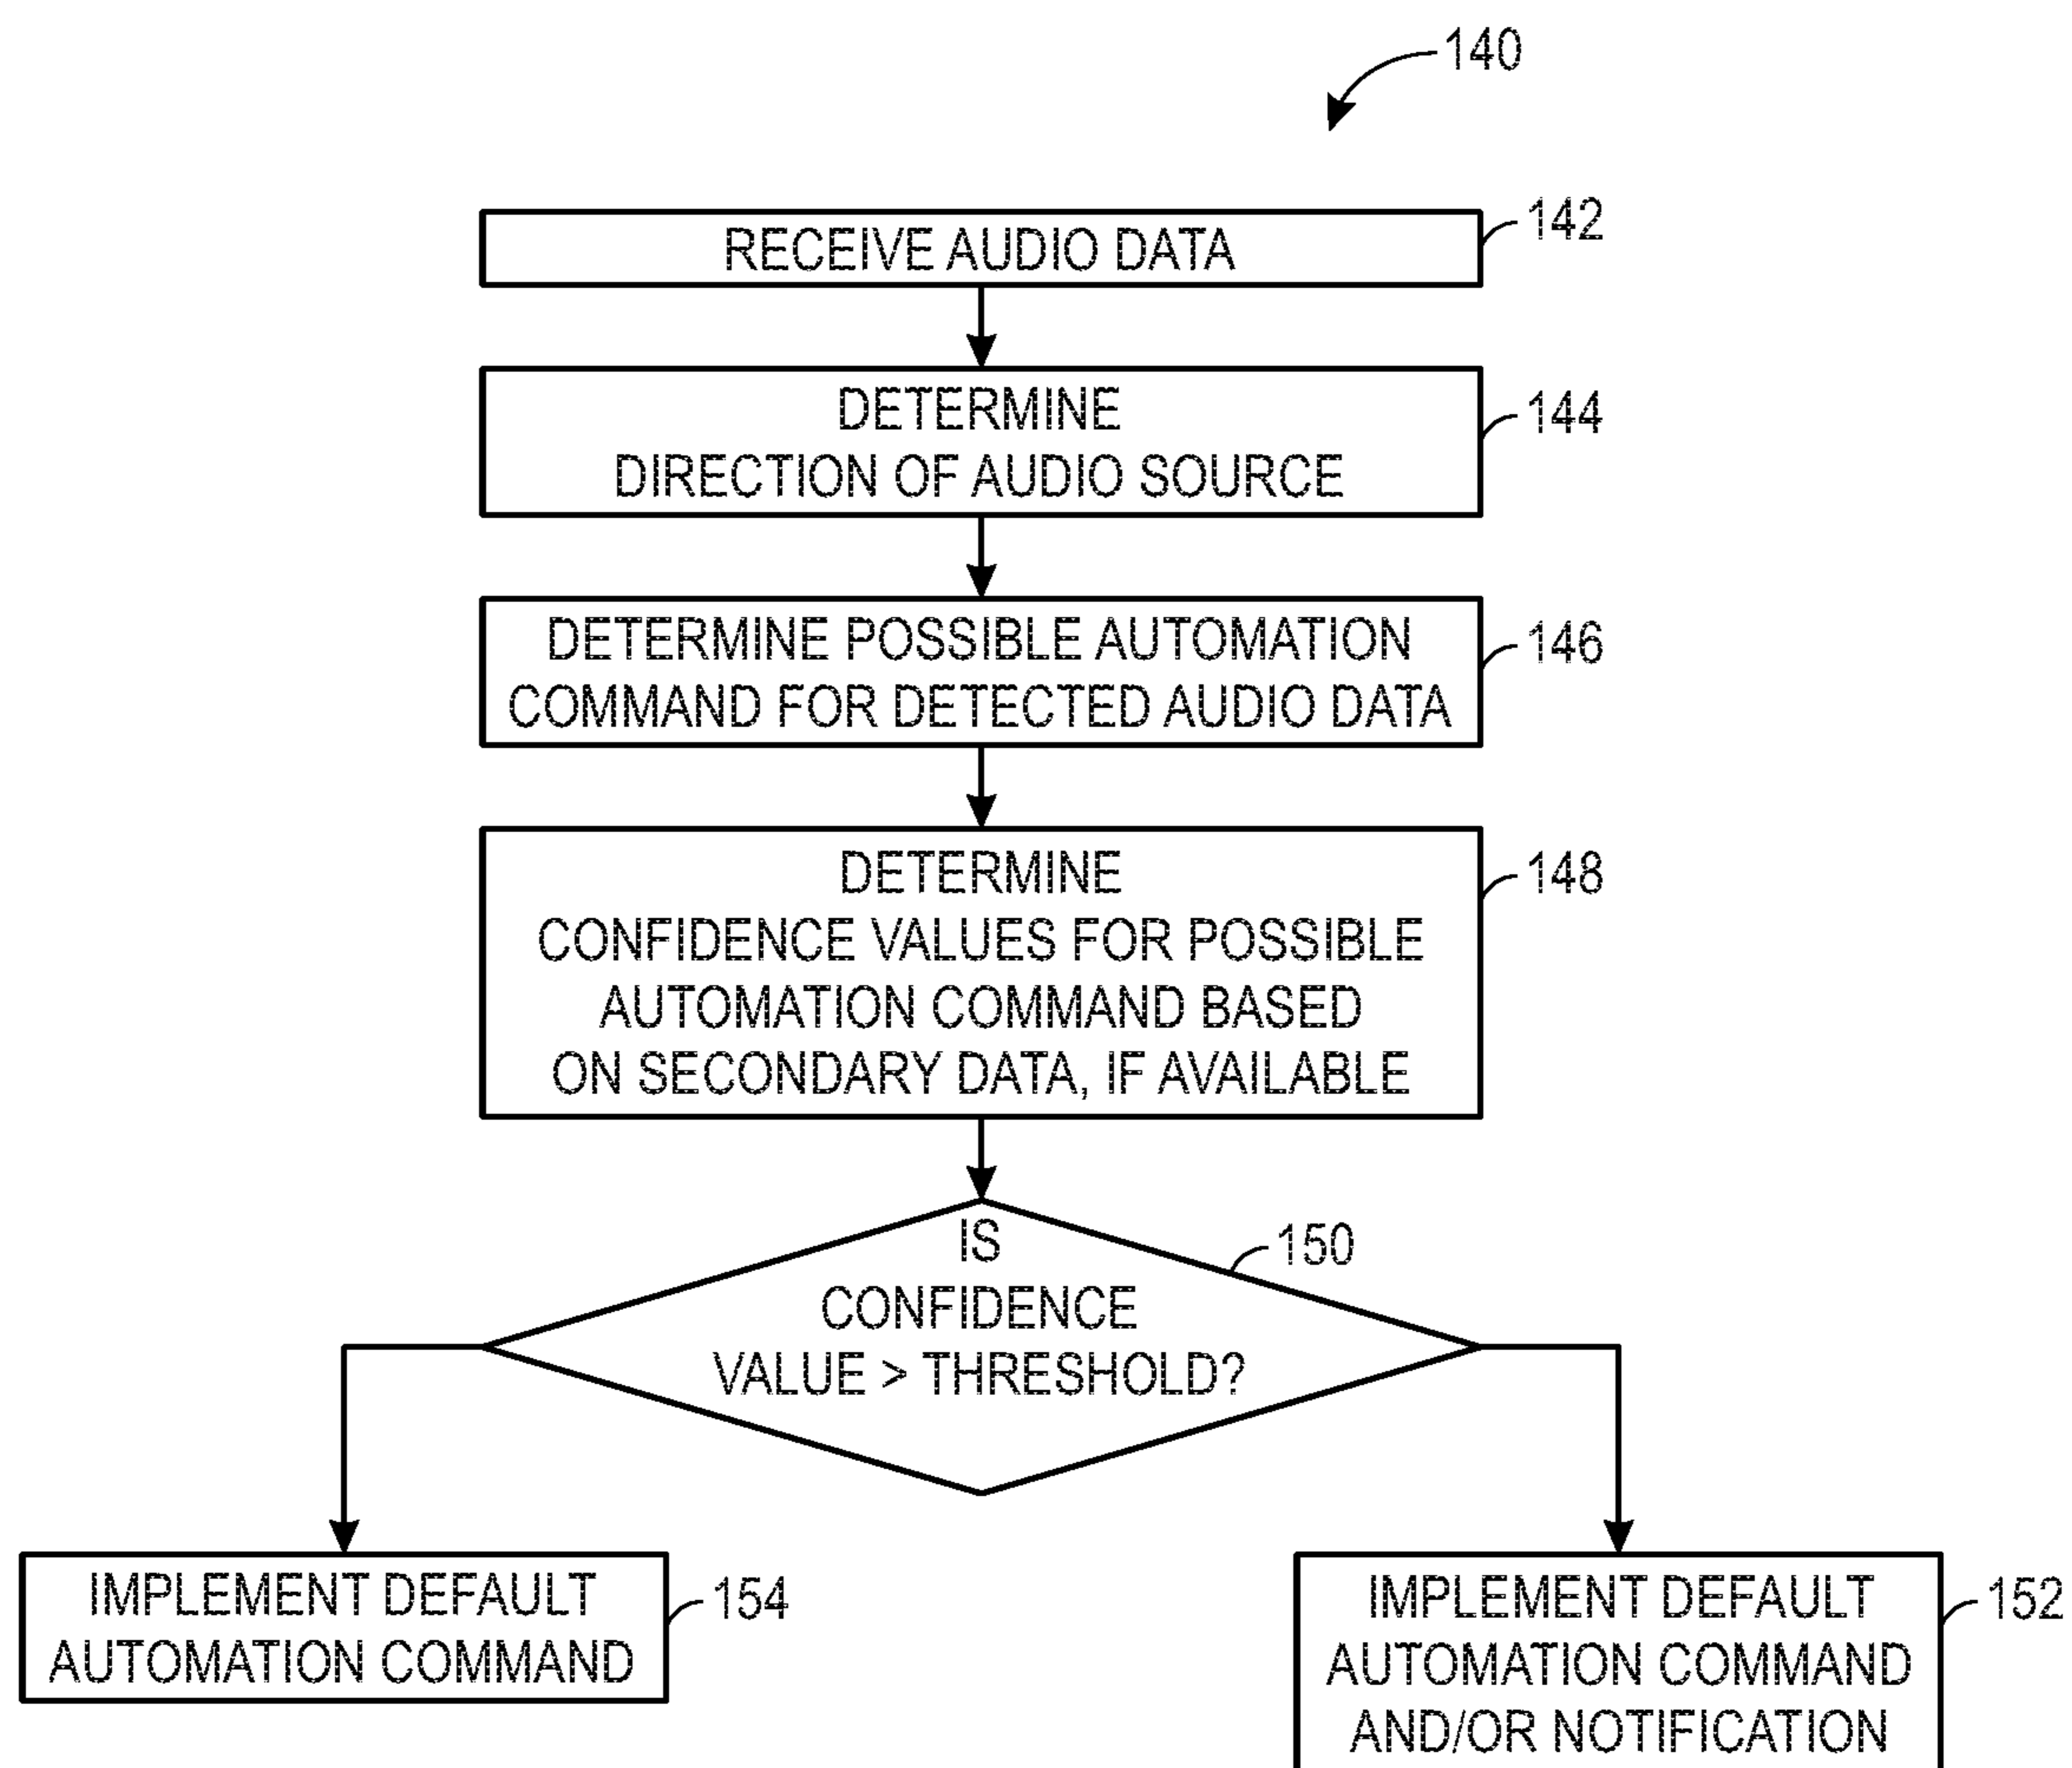 140
RECEIVE AUDIO DATA
142
DETERMINE
DIRECTION OF AUDIO SOURCE
144
DETERMINE POSSIBLE AUTOMATION
COMMAND FOR DETECTED AUDIO DATA
146
DETERMINE
CONFIDENCE VALUES FOR POSSIBLE
AUTOMATION COMMAND BASED
ON SECONDARY DATA, IF AVAILABLE
148
IS
CONFIDENCE
VALUE > THRESHOLD?
150
IMPLEMENT DEFAULT
AUTOMATION COMMAND
154
IMPLEMENT DEFAULT
AUTOMATION COMMAND
AND/OR NOTIFICATION
152